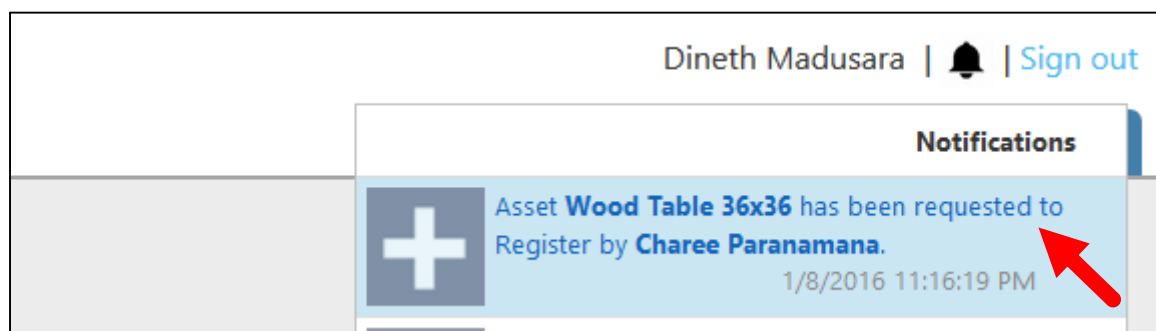 Dineth Madusara | | Sign out
Notifications
Asset Wood Table 36x36 has been requested to
Register by Charee Paranamana.
1/8/2016 11:16:19 PM